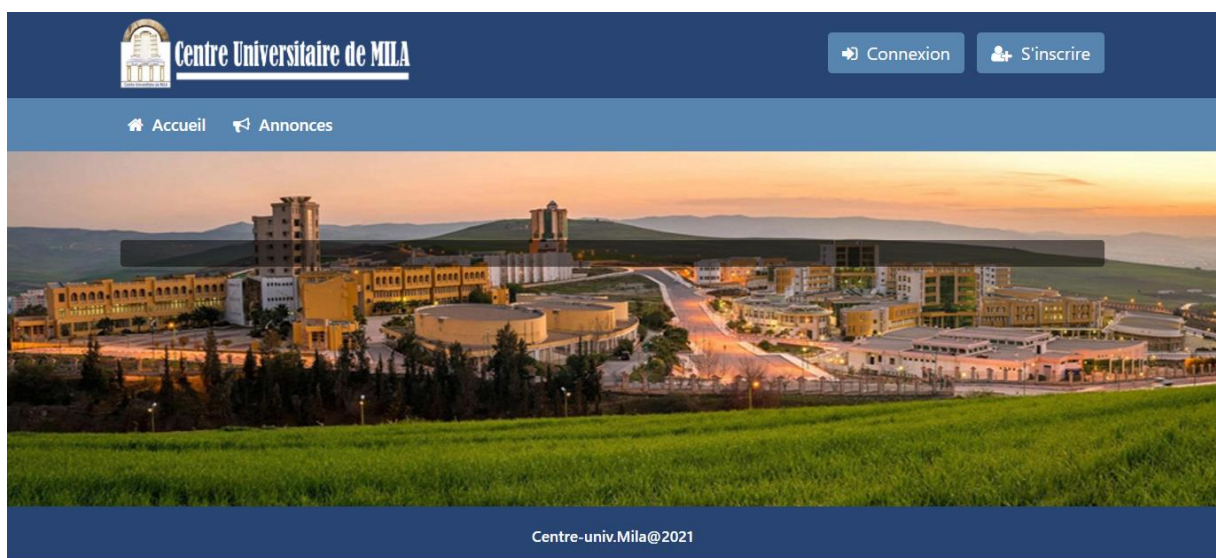 Centre Universitaire de MILA
Connexion
S'inscrire
Accueil
Annonces
Centre-univ.Mila@2021